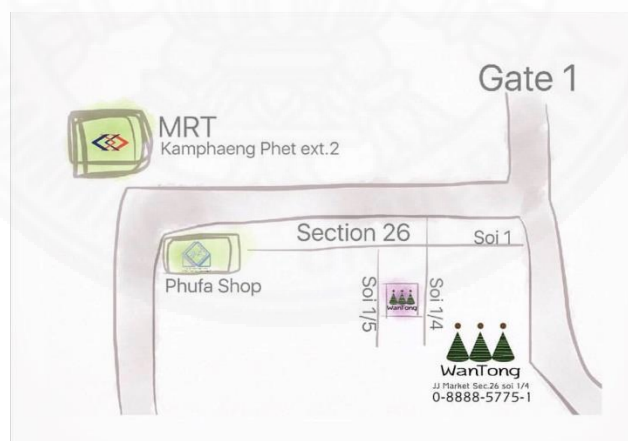 Gate 1
MRT
Kamphaeng Phet ext.2
Section 26
Soi 1
Phufa Shop
Soi 1/5
WanTong
Soi 1/4
WanTong
JJ Market Sec.26 soi 1/4
0-8888-5775-1